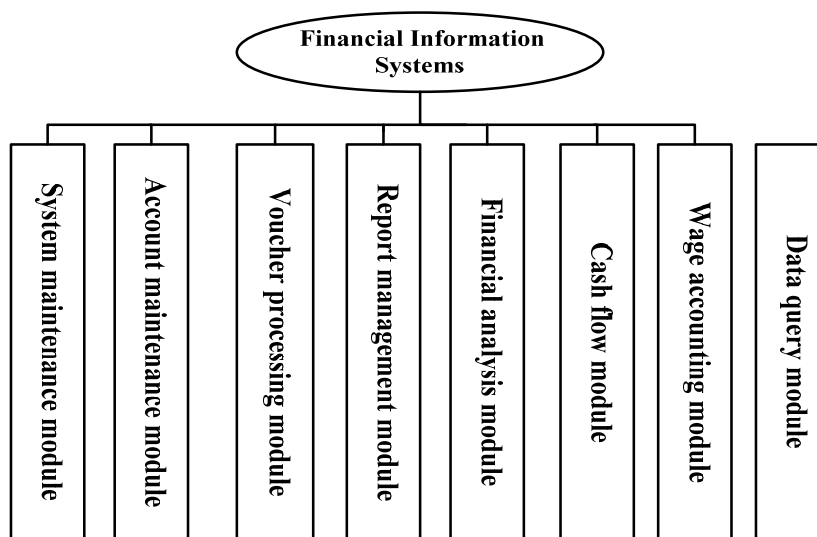 Financial Information
Systems
System maintenance module
Account maintenance module
Voucher processing module
Report management module
Financial analysis module
Cash flow module
Wage accounting module
Data query module